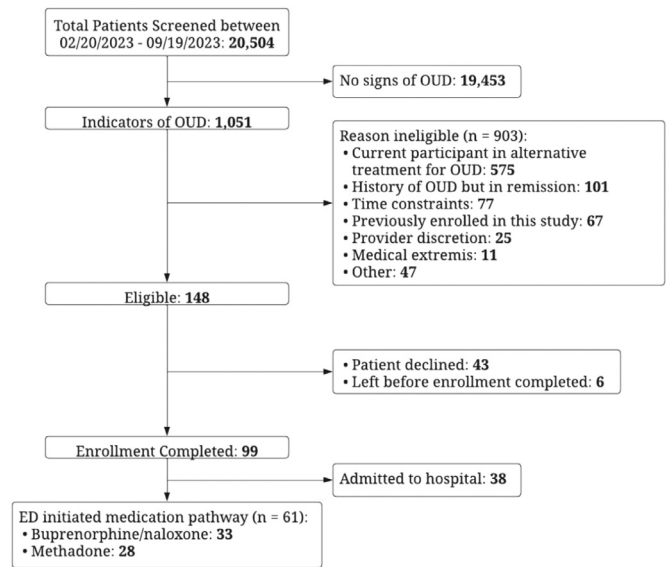 Total Patients Screened between
02/20/2023 - 09/19/2023: 20,504
No signs of OUD: 19,453
Indicators of OUD: 1,051
Reason ineligible (n = 903):
• Current participant in alternative
treatment for OUD: 575
• History of OUD but in remission: 101
• Time constraints: 77
• Previously enrolled in this study: 67
• Provider discretion: 25
• Medical extremis: 11
• Other: 47
Eligible: 148
• Patient declined: 43
• Left before enrollment completed: 6
Enrollment Completed: 99
Admitted to hospital: 38
ED initiated medication pathway (n = 61):
• Buprenorphine/naloxone: 33
• Methadone: 28